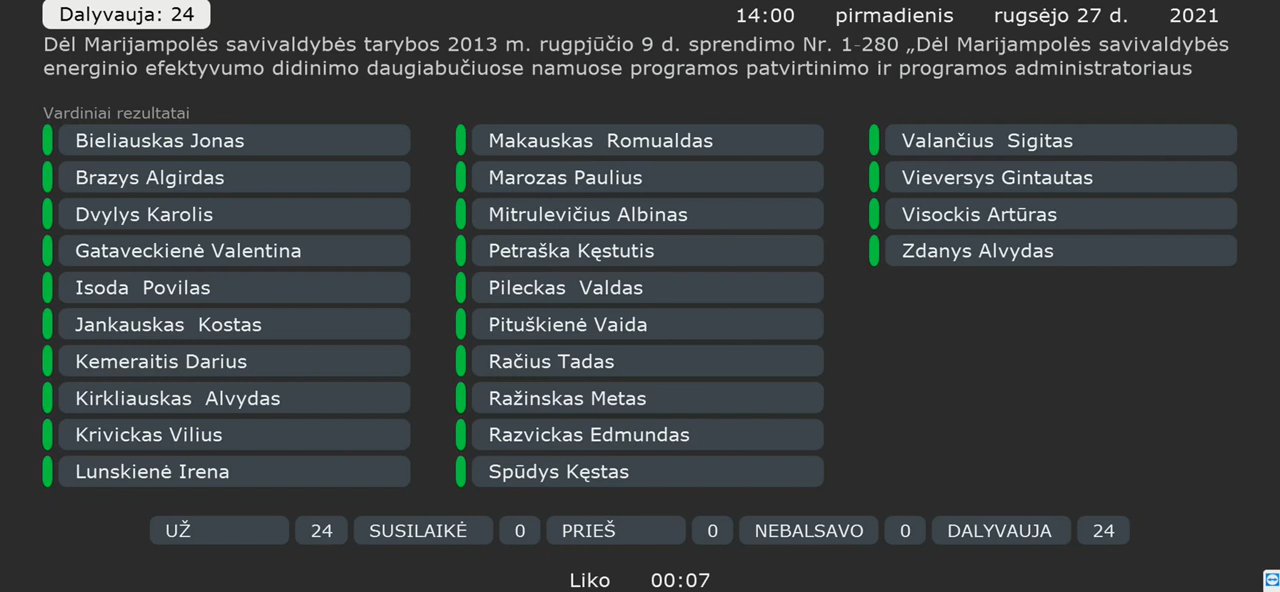 Dalyvauja: 24
14:00 pirmadienis rugsėjo 27 d. 2021
Dėl Marijampolės savivaldybės tarybos 2013 m. rugpjūčio 9 d. sprendimo Nr. 1-280 „Dėl Marijampolės savivaldybės
energinio efektyvumo didinimo daugiabučiuose namuose programos patvirtinimo ir programos administratoriaus
Vardiniai rezultatai
Bieliauskas Jonas
Brazys Algirdas
Dvylys Karolis
Gataveckienė Valentina
Isoda Povilas
Jankauskas Kostas
Kemeraitis Darius
Kirkliauskas Alvydas
Krivickas Vilius
Lunskienė Irena
Makauskas Romualdas
Marozas Paulius
Mitrulevičius Albinas
Petraška Kęstutis
Pileckas Valdas
Pituškienė Vaida
Račius Tadas
Ražinskas Metas
Razvickas Edmundas
Spūdys Kęstas
Valančius Sigitas
Vieversys Gintautas
Visockis Artūras
Zdanys Alvydas
UŽ 24 SUSILAIKĖ 0 PRIEŠ 0 NEBALSAVO 0 DALYVAUJA 24
Liko 00:07